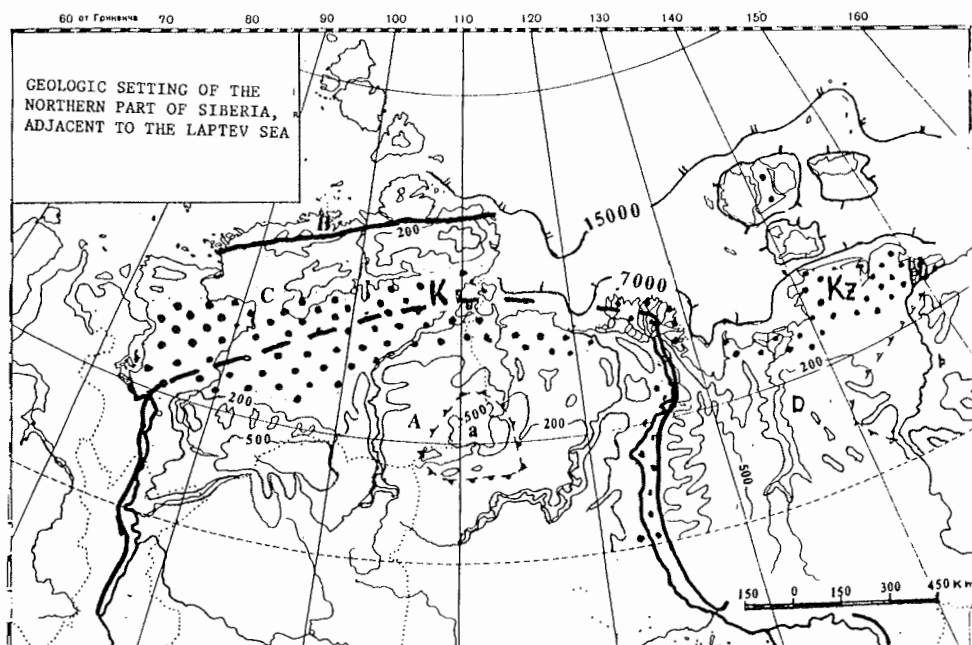 60 от Гринвича 80 90 100 110 120 130 140 150 160
GEOLOGIC SETTING OF THE
NORTHERN PART OF SIBERIA,
ADJACENT TO THE LAPTEV SEA
8
B
200
15000
C
K
7000
Kz
200
200
D
A
500
a
200
500
500
150 0 150 300 450 Km